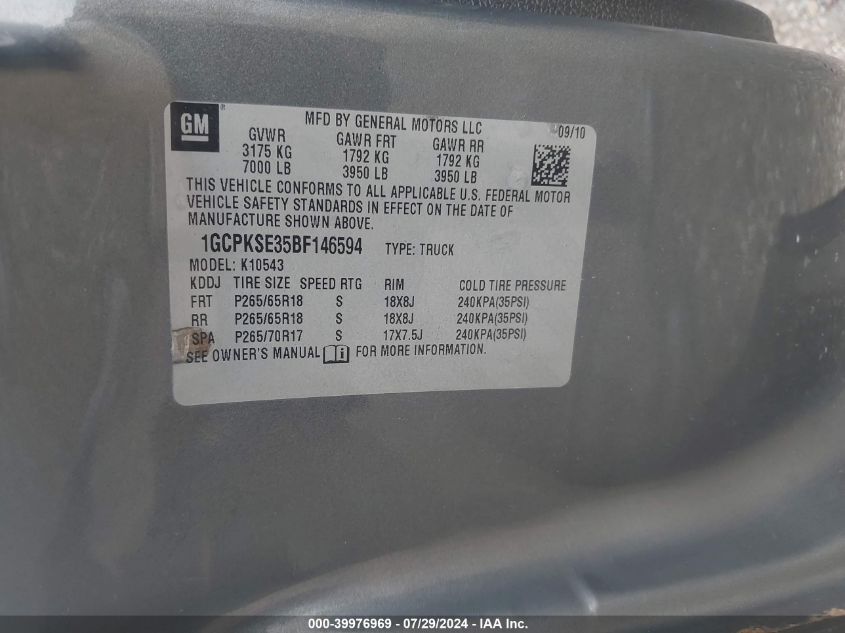 GM ®
MFD BY GENERAL MOTORS LLC 09/10
GVWR GAWR FRT GAWR RR
3175 KG 1792 KG 1792 KG
7000 LB 3950 LB 3950 LB
THIS VEHICLE CONFORMS TO ALL APPLICABLE U.S. FEDERAL MOTOR
VEHICLE SAFETY STANDARDS IN EFFECT ON THE DATE OF
MANUFACTURE SHOWN ABOVE.
1GCPKSE35BF146594 TYPE: TRUCK
MODEL: K10543
KDDJ TIRE SIZE SPEED RTG RIM COLD TIRE PRESSURE
FRT P265/65R18 S 18X8J 240KPA(35PSI)
RR P265/65R18 S 18X8J 240KPA(35PSI)
SPA P265/70R17 S 17X7.5J 240KPA(35PSI)
SEE OWNER'S MANUAL FOR MORE INFORMATION.
000-39976969 / 07/29/2024 - IAA Inc.